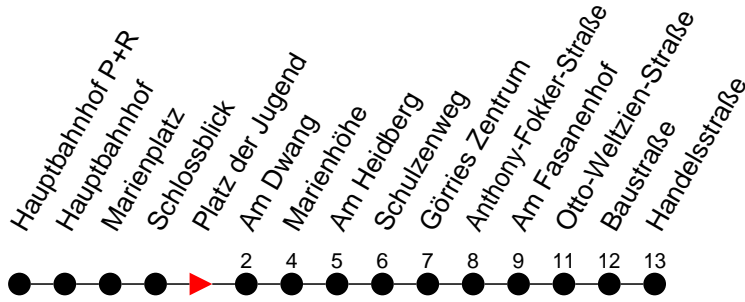 Hauptbahnhof P+R
Hauptbahnhof
Marienplatz
Schlossblick
Platz der Jugend
Am Dwang
Marienhöhe
Am Heidberg
Schulzenweg
Görries Zentrum
Anthony-Fokker-Straße
Am Fasanenhof
Otto-Weltzien-Straße
Baustraße
Handelsstraße
2 4 5 6 7 8 9 11 12 13